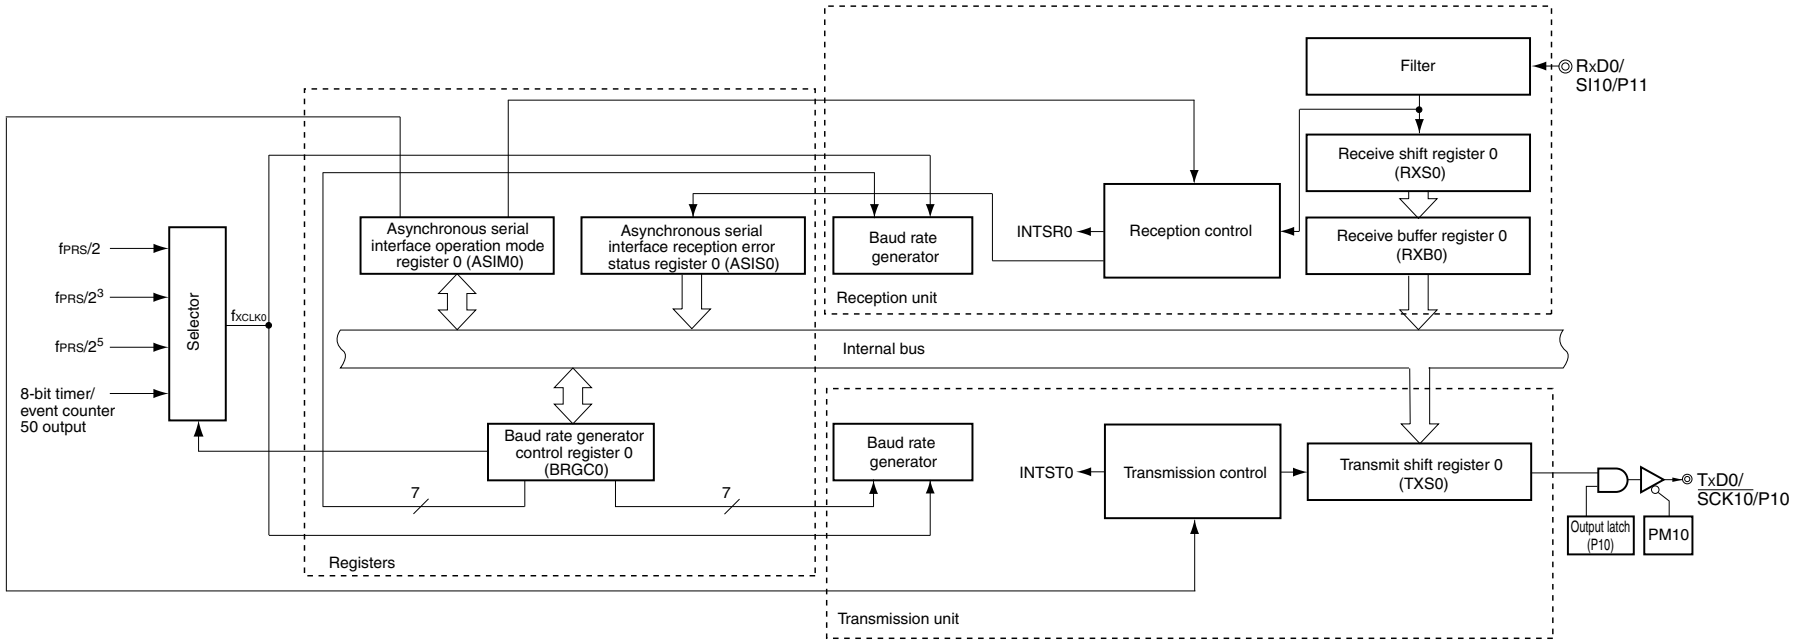 Filter
RxD0/
SI10/P11
Receive shift register 0
(RXS0)
Asynchronous serial
interface operation mode
register 0 (ASIM0)
Asynchronous serial
interface reception error
status register 0 (ASIS0)
Baud rate
generator
INTSR0
Reception control
Receive buffer register 0
(RXB0)
Reception unit
fPRS/2
fPRS/2³
fPRS/2⁵
8-bit timer/
event counter
50 output
Selector
fXCLK0
Internal bus
Baud rate generator
control register 0
(BRGC0)
7
7
Baud rate
generator
INTST0
Transmission control
Transmit shift register 0
(TXS0)
TxD0/
SCK10/P10
Output latch
(P10)
PM10
Registers
Transmission unit